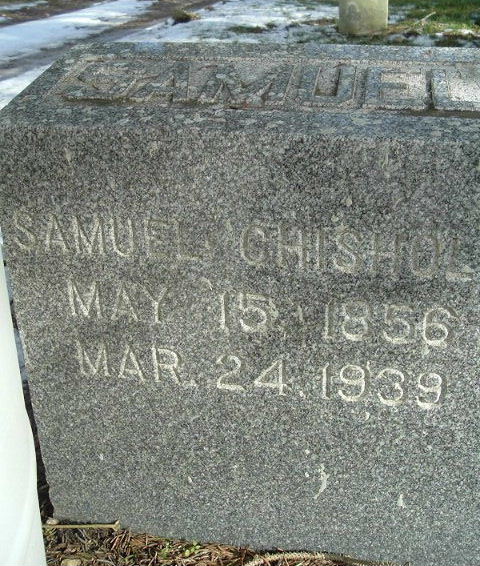 SAMUEL
SAMUEL CHISHOL
MAY 15, 1856
MAR. 24, 1939